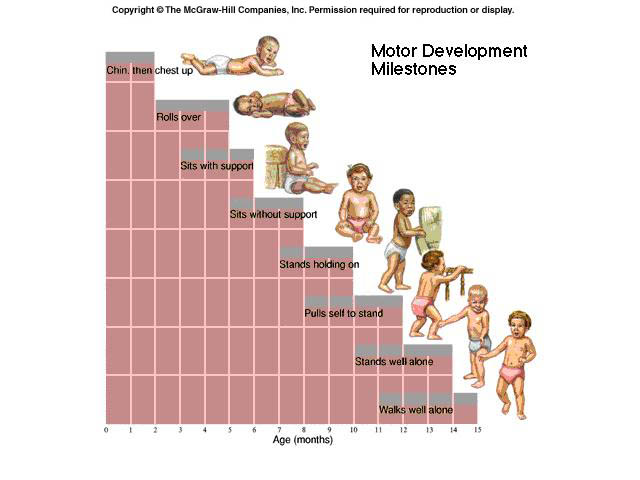 Copyright © The McGraw-Hill Companies, Inc. Permission required for reproduction or display.
Motor Development
Milestones
Chin, then chest up
Rolls over
Sits with support
Sits without support
Stands holding on
Pulls self to stand
Stands well alone
Walks well alone
0 1 2 3 4 5 6 7 8 9 10 11 12 13 14 15
Age (months)